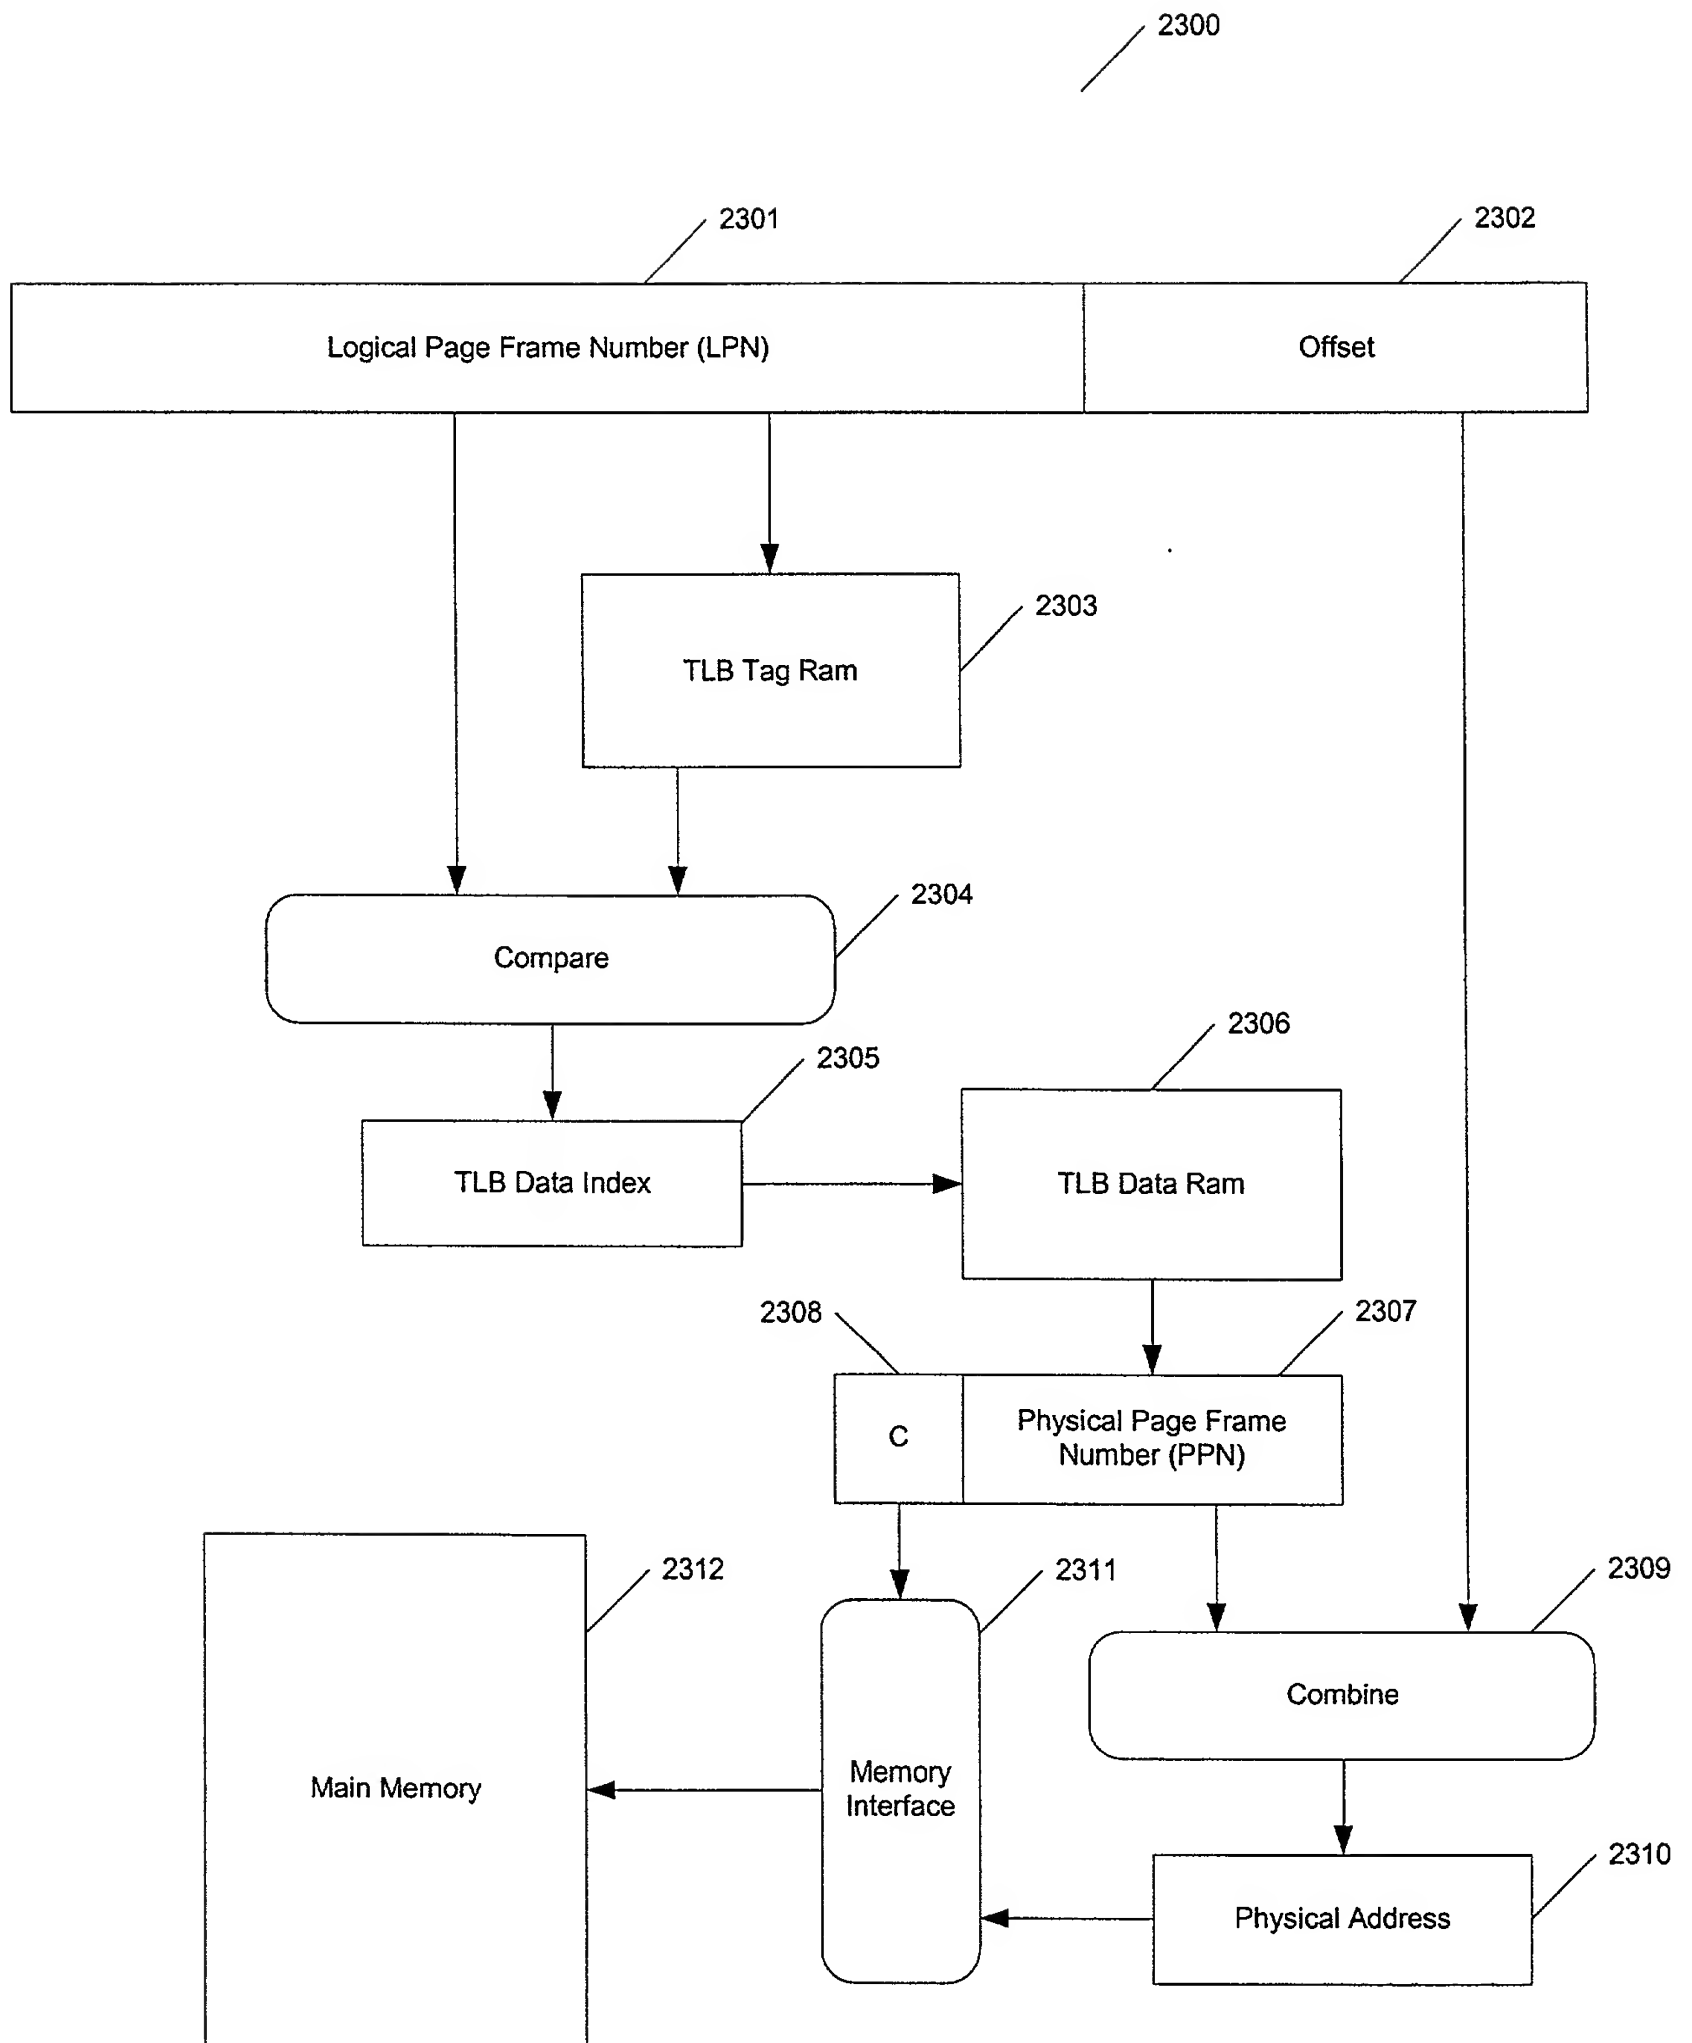 2300
2301
2302
Logical Page Frame Number (LPN)
Offset
2303
TLB Tag Ram
2304
Compare
2306
2305
TLB Data Index
TLB Data Ram
2308
2307
C
Physical Page Frame
Number (PPN)
2312
2311
2309
Combine
Main Memory
Memory
Interface
2310
Physical Address